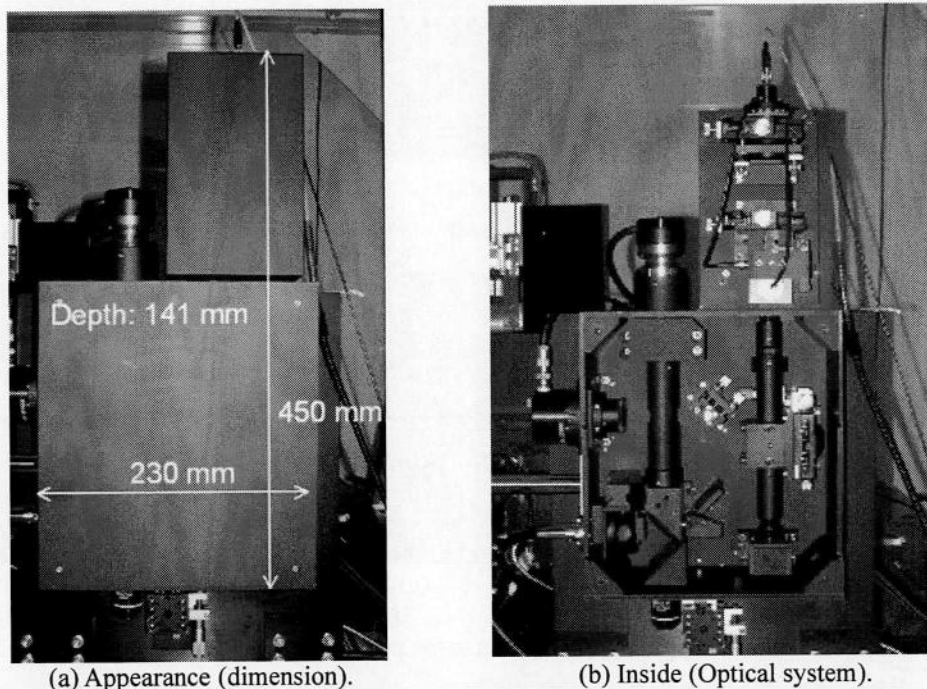 Depth: 141 mm
450 mm
230 mm
(a) Appearance (dimension).
(b) Inside (Optical system).